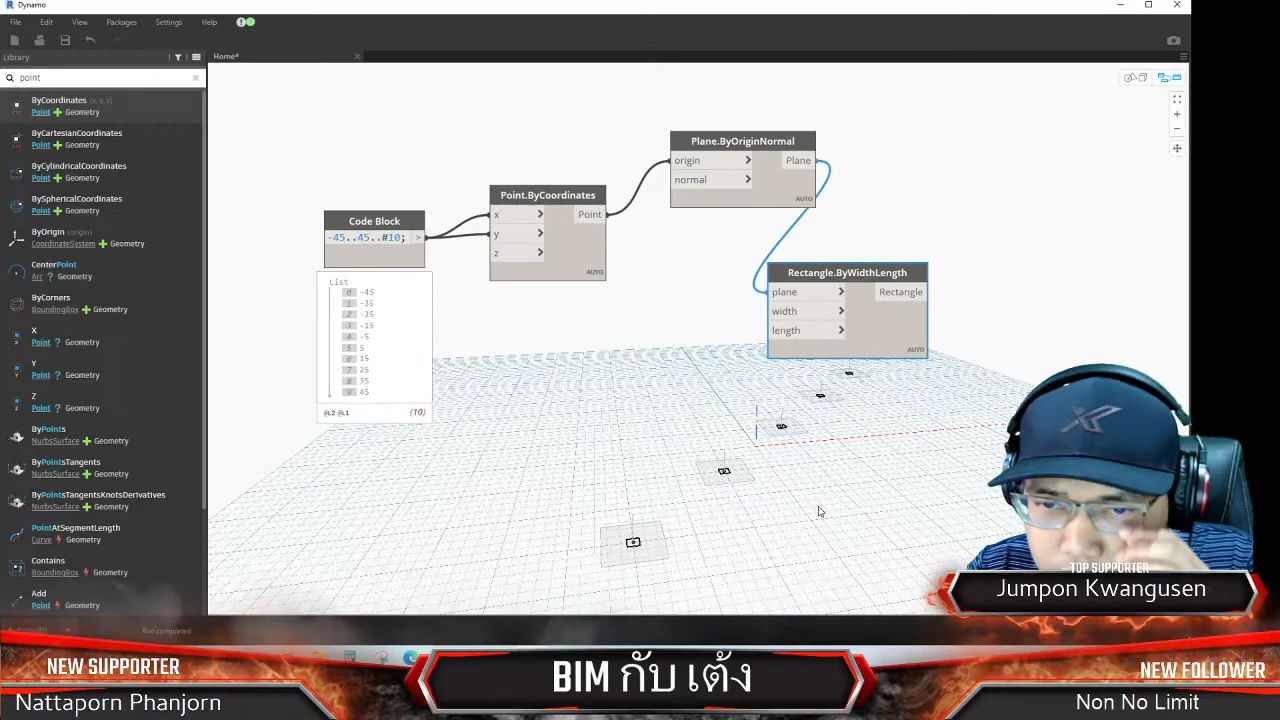 Dynamo
File Edit View Packages Settings Help
Library
Home*
point
ByCoordinates (x, y, z)
Point + Geometry
ByCartesianCoordinates
Point + Geometry
ByCylindricalCoordinates
Point + Geometry
BySphericalCoordinates
Point + Geometry
ByOrigin (origin)
CoordinateSystem + Geometry
CenterPoint
Arc ? Geometry
ByCorners
BoundingBox + Geometry
X
Point ? Geometry
Y
Point ? Geometry
Z
Point ? Geometry
ByPoints
NurbsSurface + Geometry
ByPointsTangents
NurbsSurface + Geometry
ByPointsTangentsKnotsDerivatives
NurbsSurface + Geometry
PointAtSegmentLength
Curve Geometry
Contains
BoundingBox Geometry
Add
Point Geometry
Automatic
Run completed.
Code Block
-45..45..#10; >
List
0 -45
1 -35
2 -25
3 -15
4 -5
5 5
6 15
7 25
8 35
9 45
@L2 @L1 {10}
Point.ByCoordinates
x > Point
y >
z >
AUTO
Plane.ByOriginNormal
origin > Plane
normal >
AUTO
Rectangle.ByWidthLength
plane > Rectangle
width >
length >
AUTO
TOP SUPPORTER
Jumpon Kwangusen
NEW SUPPORTER
Nattaporn Phanjorn
BIM กับ เต้ง
NEW FOLLOWER
Non No Limit